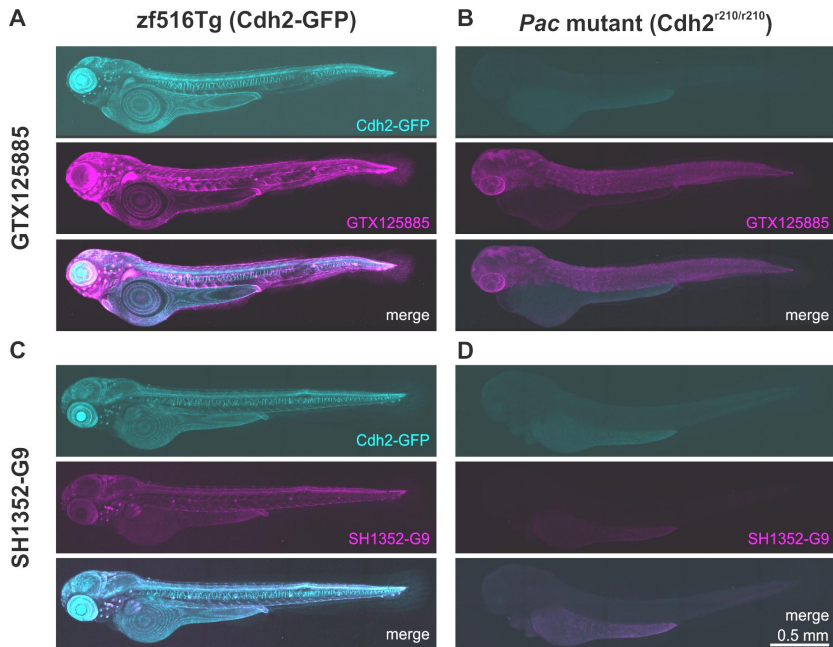 A
zf516Tg (Cdh2-GFP)
B
Pac mutant (Cdh2r210/r210)
GTX125885
Cdh2-GFP
GTX125885
GTX125885
merge
merge
C
D
SH1352-G9
Cdh2-GFP
SH1352-G9
SH1352-G9
merge
merge
0.5 mm